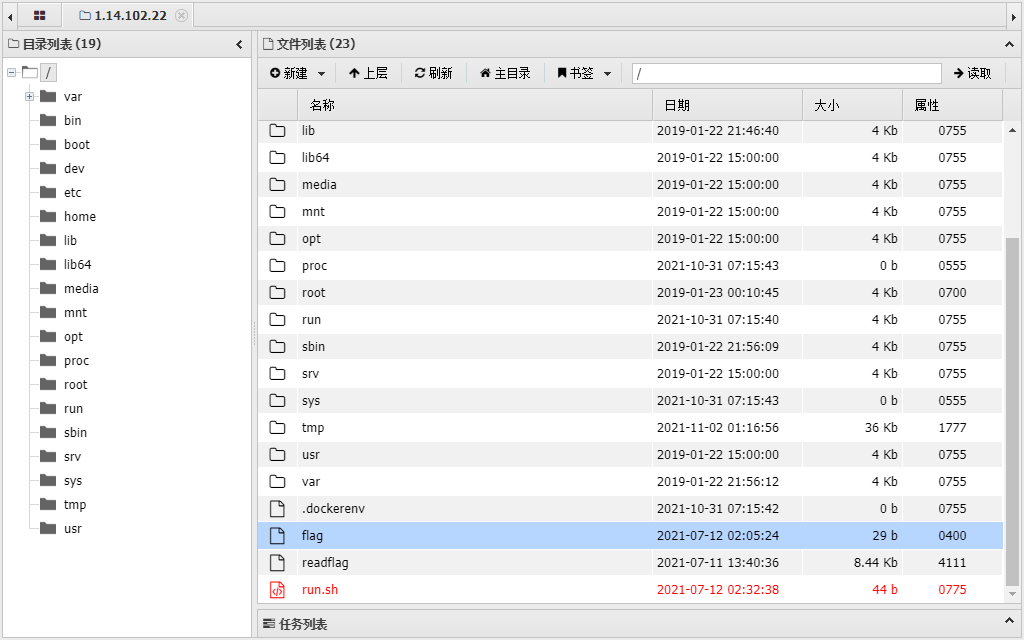 1.14.102.22
目录列表 (19)
/
var
bin
boot
dev
etc
home
lib
lib64
media
mnt
opt
proc
root
run
sbin
srv
sys
tmp
usr
文件列表 (23)
新建 上层 刷新 主目录 书签 / 读取
名称 日期 大小 属性
lib 2019-01-22 21:46:40 4 Kb 0755
lib64 2019-01-22 15:00:00 4 Kb 0755
media 2019-01-22 15:00:00 4 Kb 0755
mnt 2019-01-22 15:00:00 4 Kb 0755
opt 2019-01-22 15:00:00 4 Kb 0755
proc 2021-10-31 07:15:43 0 b 0555
root 2019-01-23 00:10:45 4 Kb 0700
run 2021-10-31 07:15:40 4 Kb 0755
sbin 2019-01-22 21:56:09 4 Kb 0755
srv 2019-01-22 15:00:00 4 Kb 0755
sys 2021-10-31 07:15:43 0 b 0555
tmp 2021-11-02 01:16:56 36 Kb 1777
usr 2019-01-22 15:00:00 4 Kb 0755
var 2019-01-22 21:56:12 4 Kb 0755
.dockerenv 2021-10-31 07:15:42 0 b 0755
flag 2021-07-12 02:05:24 29 b 0400
readflag 2021-07-11 13:40:36 8.44 Kb 4111
run.sh 2021-07-12 02:32:38 44 b 0775
任务列表